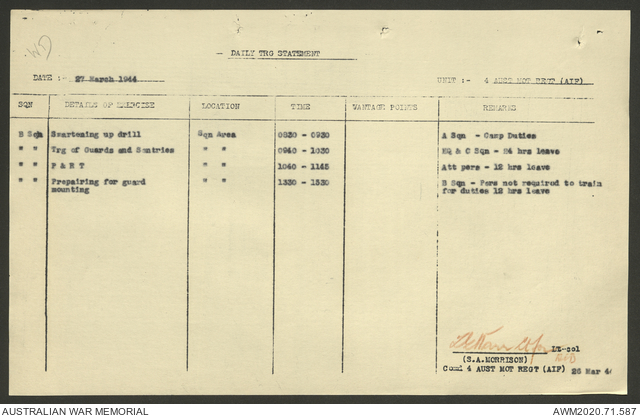 - DAILY TRG STATEMENT
DATE :- 27 March 1944 UNIT :- 4 AUST MOT REGT (AIF)
SQN DETAILS OF EXERCIZE LOCATION TIME VANTAGE POINTS REMARKS
B Sqn Smartening up drill Sqn Area 0830 - 0930 A Sqn - Camp Duties
" " Trg of Guards and Sentries " " 0940 - 1030 HQ & C Sqn - 24 hrs leave
" " P & R T " " 1040 - 1145 Att pers - 12 hrs leave
" " Prepairing for guard " " 1330 - 1530 B Sqn - Pers not required to train
mounting for duties 12 hrs leave
Lt-col
(S.A.MORRISON)
Comd 4 AUST MOT REGT (AIF) 26 Mar 44
AUSTRALIAN WAR MEMORIAL AWM2020.71.587